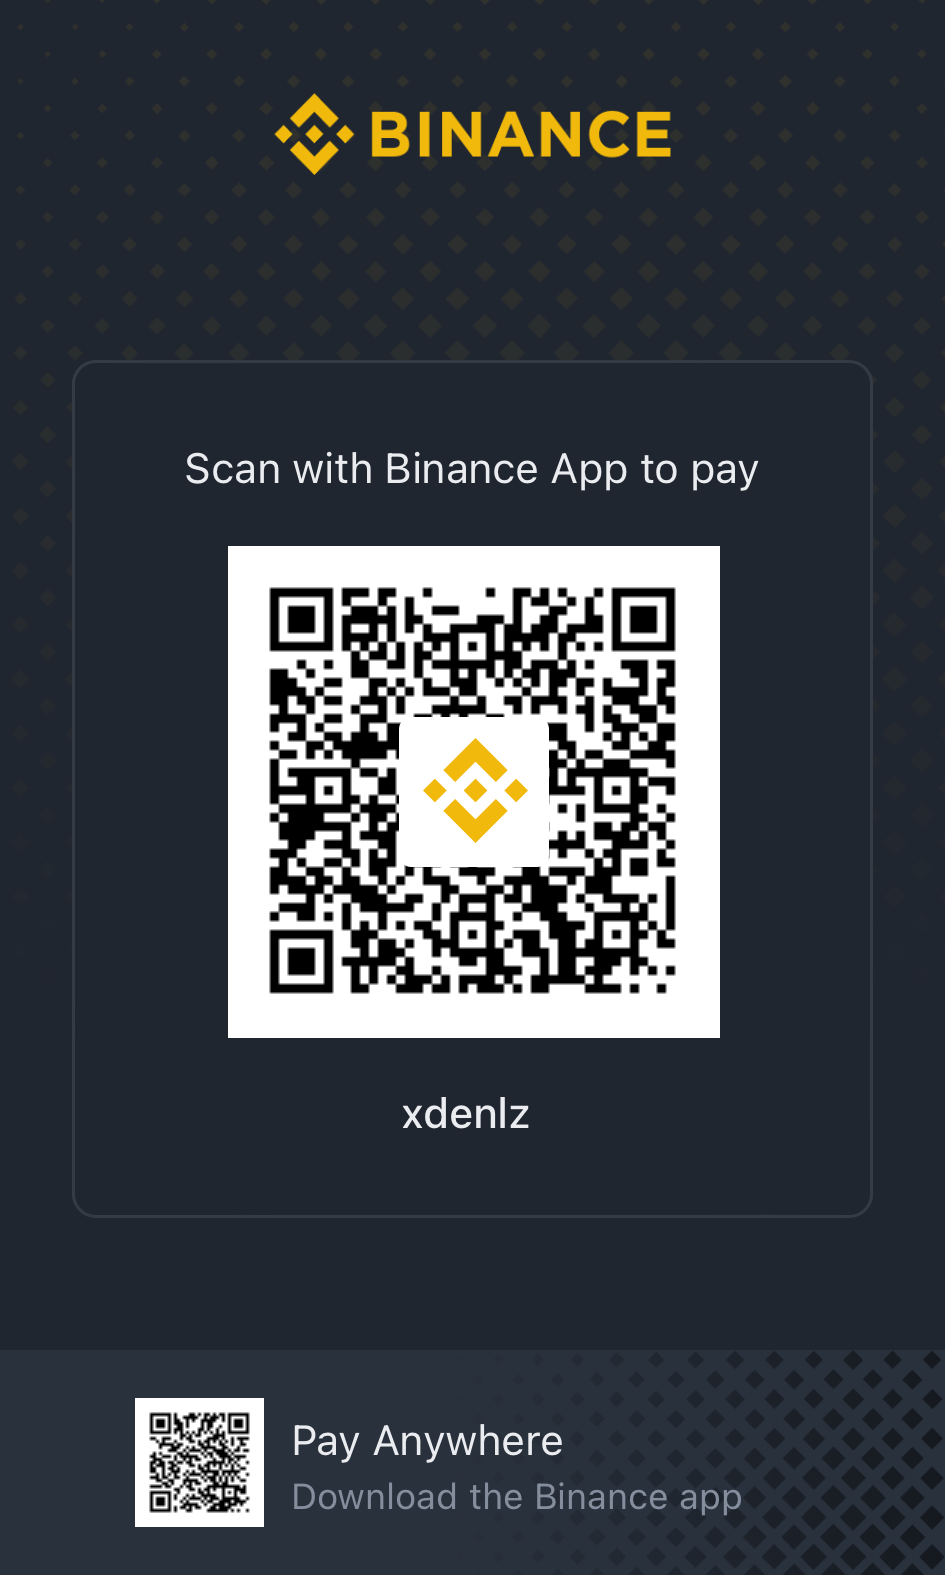 BINANCE
Scan with Binance App to pay
xdenlz
Pay Anywhere
Download the Binance app